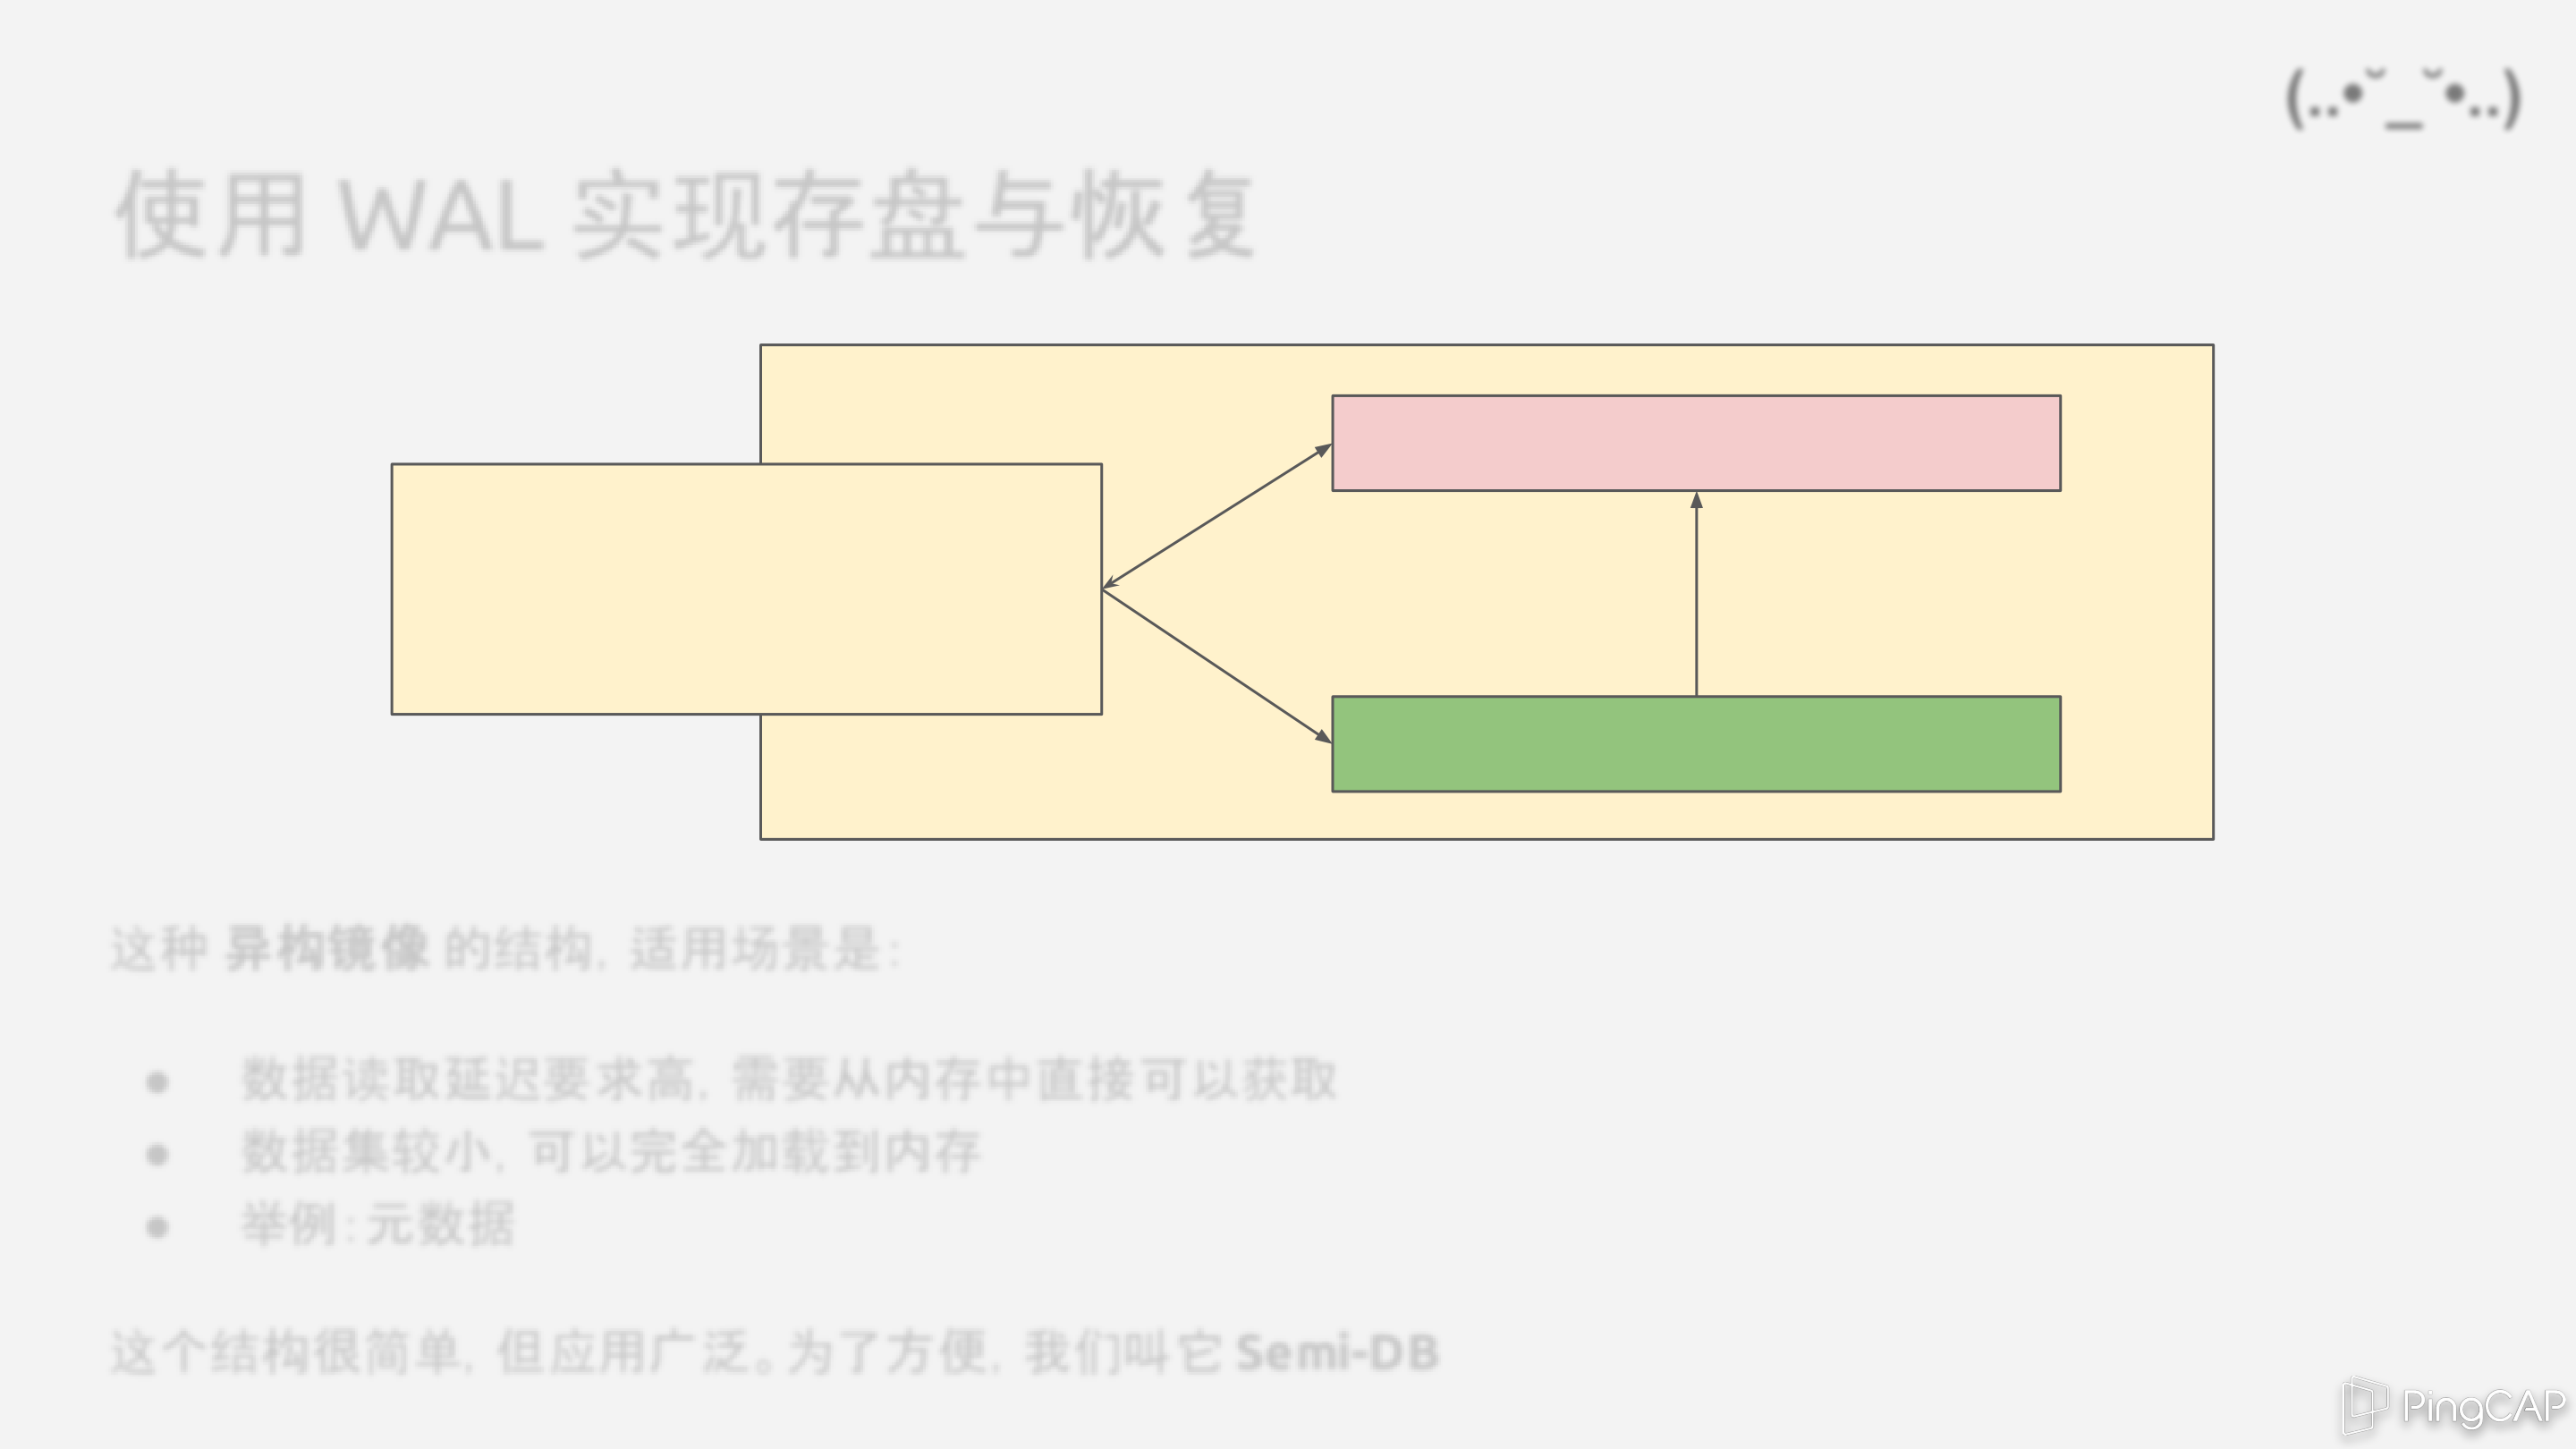 (..•˘_˘•..)
使用 WAL 实现存盘与恢复
这种 异构镜像 的结构, 适用场景是:
● 数据读取延迟要求高, 需要从内存中直接可以获取
● 数据集较小, 可以完全加载到内存
● 举例:元数据
这个结构很简单, 但应用广泛。为了方便, 我们叫它 Semi-DB
PingCAP